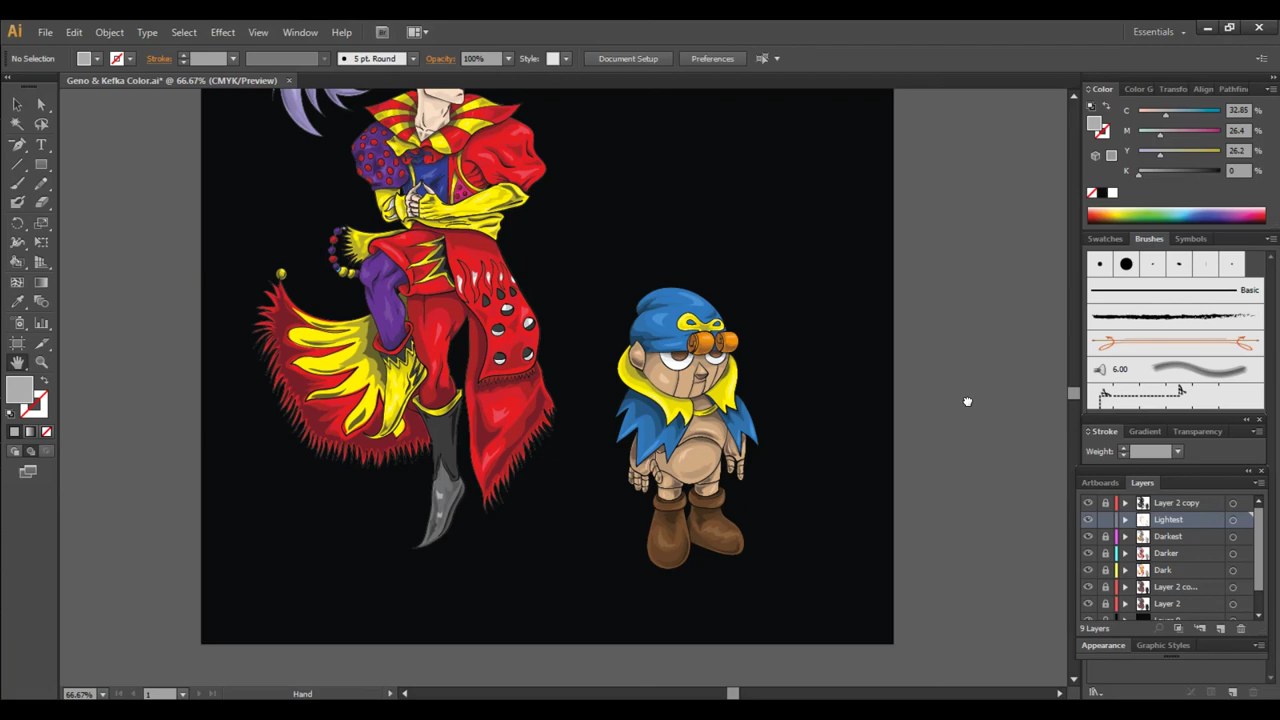 Ai File Edit Object Type Select Effect View Window Help Br Essentials
No Selection Stroke: 5 pt. Round Opacity: 100% Style: Document Setup Preferences
Geno & Kefka Color.ai* @ 66.67% (CMYK/Preview) ×
Color Color G Transfo Align Pathfin
C 32.85 %
M 26.4 %
Y 26.2 %
K 0 %
Swatches Brushes Symbols
Basic
6.00
Stroke Gradient Transparency
Weight:
Artboards Layers
Layer 2 copy
Lightest
Darkest
Darker
Dark
Layer 2 co...
Layer 2
9 Layers
Appearance Graphic Styles
66.67% 1 Hand